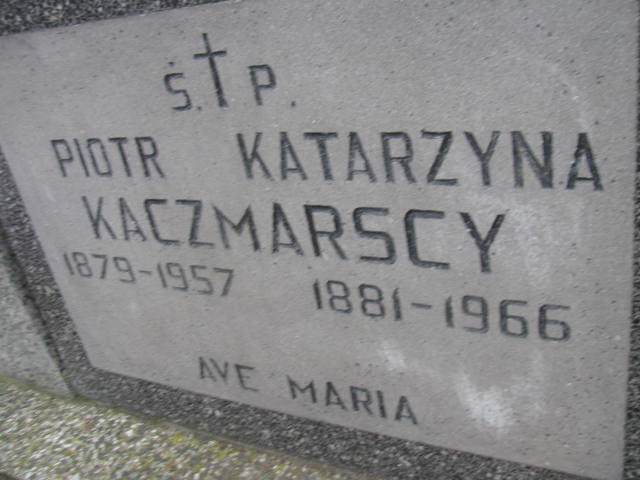 Ś.†P.
PIOTR KATARZYNA
KACZMARSCY
1879-1957 1881-1966
AVE MARIA